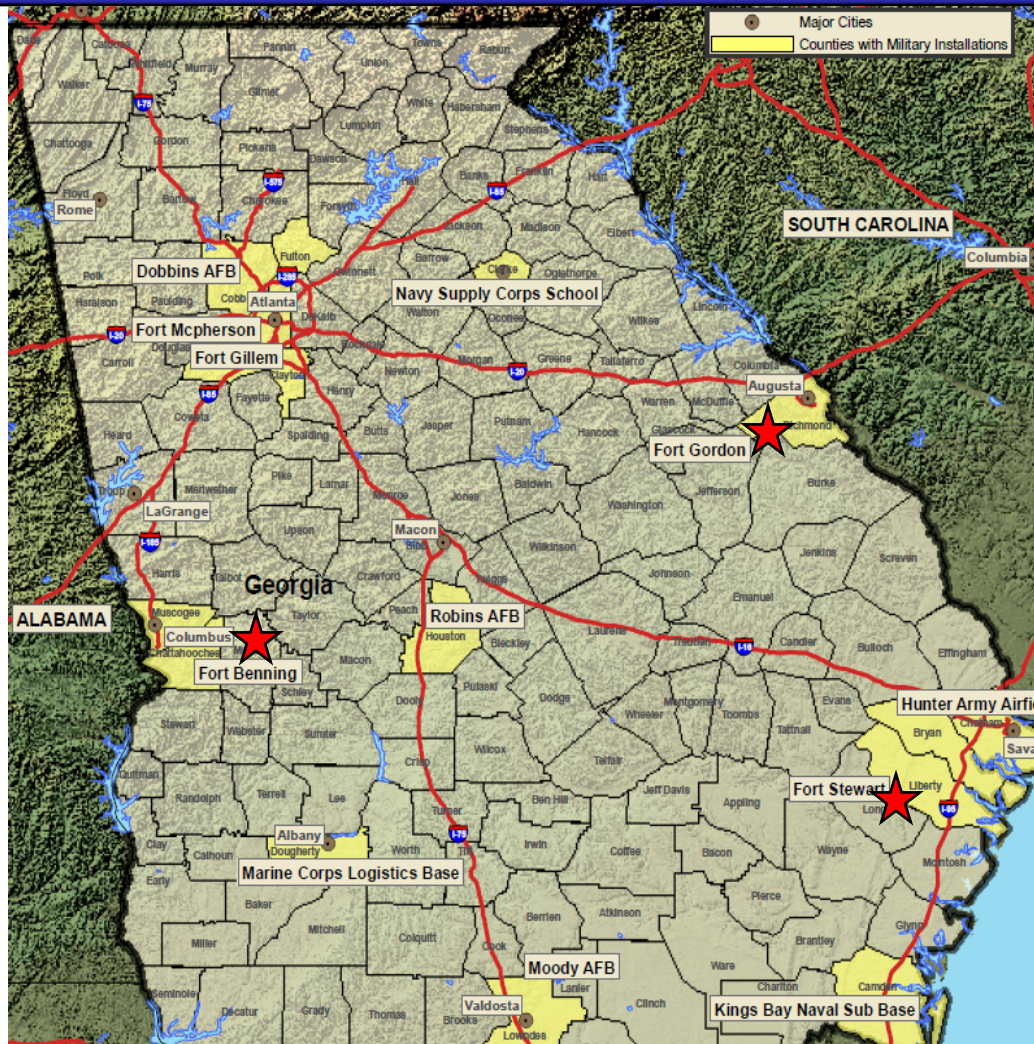 Major Cities
Counties with Military Installations
Dade
Catoosa
Whitfield
Murray
Fannin
Union
Towns
Rabun
Walker
Gilmer
White
Habersham
Lumpkin
Stephens
I-75
Chattooga
Gordon
Pickens
Dawson
Banks
Franklin
Hart
Hall
I-575
I-85
Floyd
Rome
Bartow
Cherokee
Forsyth
Jackson
Madison
Elbert
SOUTH CAROLINA
Columbia
Fulton
Barrow
Clarke
Oglethorpe
Polk
Dobbins AFB
I-285
Gwinnett
Navy Supply Corps School
Lincoln
Haralson
Paulding
Cobb
Atlanta
DeKalb
Walton
Oconee
Wilkes
Fort Mcpherson
I-20
Douglas
Rockdale
Morgan
Greene
Taliaferro
Columbia
Carroll
Fort Gillem
Clayton
Newton
I-20
Augusta
I-85
Fayette
Henry
Warren
McDuffie
Coweta
Butts
Jasper
Putnam
Hancock
Glascock
Richmond
Heard
Spalding
Fort Gordon
Pike
Lamar
Monroe
Jones
Baldwin
Jefferson
Burke
Troup
Meriwether
LaGrange
Washington
Upson
Macon
Bibb
Wilkinson
I-185
Harris
Talbot
Crawford
Twiggs
Johnson
Jenkins
Screven
Georgia
Emanuel
ALABAMA
Muscogee
Taylor
Peach
Robins AFB
Columbus
Houston
Bleckley
Laurens
Treutlen
I-16
Candler
Bulloch
Effingham
Chattahoochee
Fort Benning
Macon
Schley
Dooly
Pulaski
Dodge
Montgomery
Toombs
Evans
Hunter Army Airfi
Stewart
Webster
Sumter
Wheeler
Tattnall
Bryan
Chatham
Sava
Wilcox
Telfair
Quitman
Crisp
Randolph
Terrell
Lee
Ben Hill
Jeff Davis
Appling
Fort Stewart
Liberty
Long
I-95
Turner
Albany
Clay
Calhoun
Dougherty
Worth
I-75
Tift
Irwin
Coffee
Bacon
Wayne
McIntosh
Early
Marine Corps Logistics Base
Baker
Pierce
Mitchell
Berrien
Atkinson
Glynn
Miller
Colquitt
Cook
Brantley
Moody AFB
Ware
Seminole
Lanier
Charlton
Camden
Decatur
Grady
Thomas
Brooks
Valdosta
Clinch
Kings Bay Naval Sub Base
Lowndes